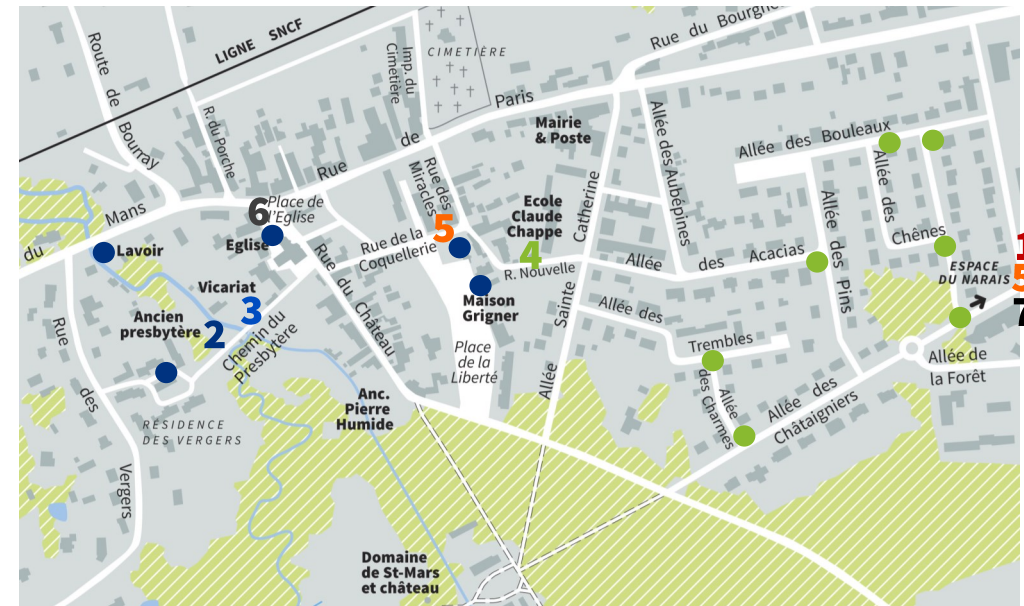 Route de Bourray
LIGNE SNCF
R. du Porche
Imp. du
Cimetière
CIMETIÈRE
Rue du Bourgneuf
Rue de Paris
Mairie
& Poste
Allée des Aubépines
Allée des Bouleaux
Allée des Chênes
Allée des Pins
Rue des
Miracles
Ecole
Claude
Chappe
4
Allée Sainte Catherine
du Mans
6
Place de
l'Eglise
Eglise
Lavoir
Rue de la
Coquellerie
5
R. Nouvelle
Allée des Acacias
1
ESPACE
DU NARAIS
5
7
Vicariat
3
Ancien
presbytère
2
Chemin du
Presbytère
Rue du Château
Maison
Grigner
Place
de la
Liberté
Allée des Trembles
Allée
des Charmes
Allée des
Châtaigniers
Allée de
la Forêt
Rue des Vergers
RÉSIDENCE
DES VERGERS
Anc.
Pierre
Humide
Domaine
de St-Mars
et château